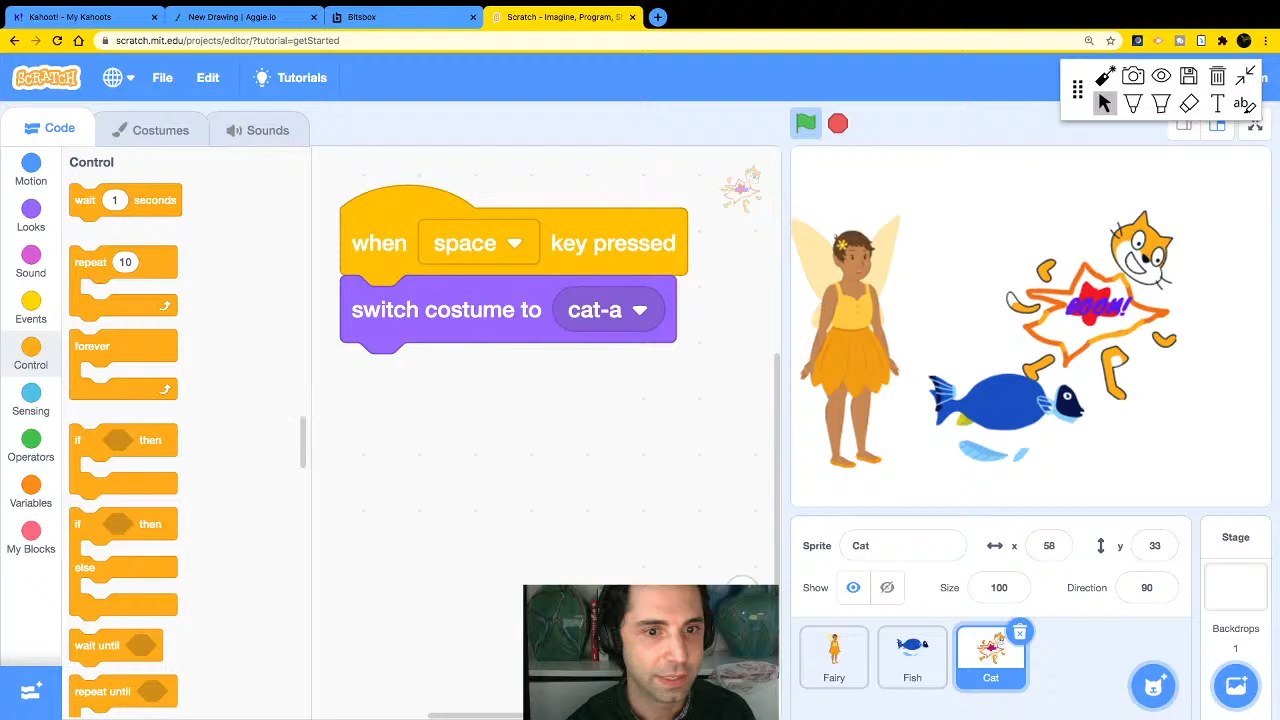 Kahoot! - My Kahoots
New Drawing | Aggie.io
Bitsbox
Scratch - Imagine, Program, S
scratch.mit.edu/projects/editor/?tutorial=getStarted
SCRATCH
File
Edit
Tutorials
Code
Costumes
Sounds
Motion
Looks
Sound
Events
Control
Sensing
Operators
Variables
My Blocks
Control
wait 1 seconds
repeat 10
forever
if then
if then
else
wait until
repeat until
when space key pressed
switch costume to cat-a
BOOM!
Sprite Cat x 58 y 33
Show Size 100 Direction 90
Fairy
Fish
Cat
Stage
Backdrops
1
T
ab